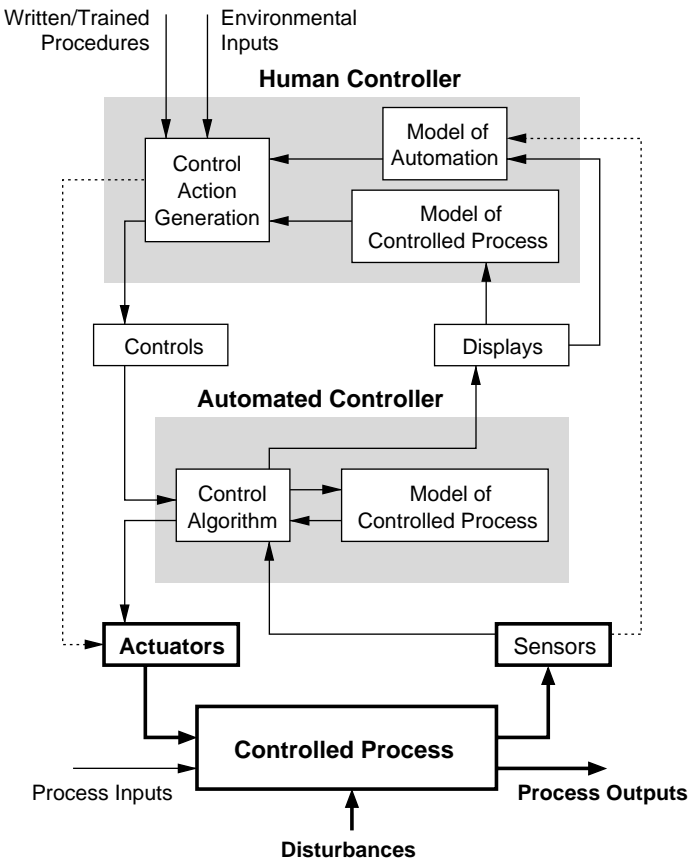 Written/Trained
Procedures
Environmental
Inputs
Human Controller
Control
Action
Generation
Model of
Automation
Model of
Controlled Process
Controls
Displays
Automated Controller
Control
Algorithm
Model of
Controlled Process
Actuators
Sensors
Controlled Process
Process Inputs
Process Outputs
Disturbances